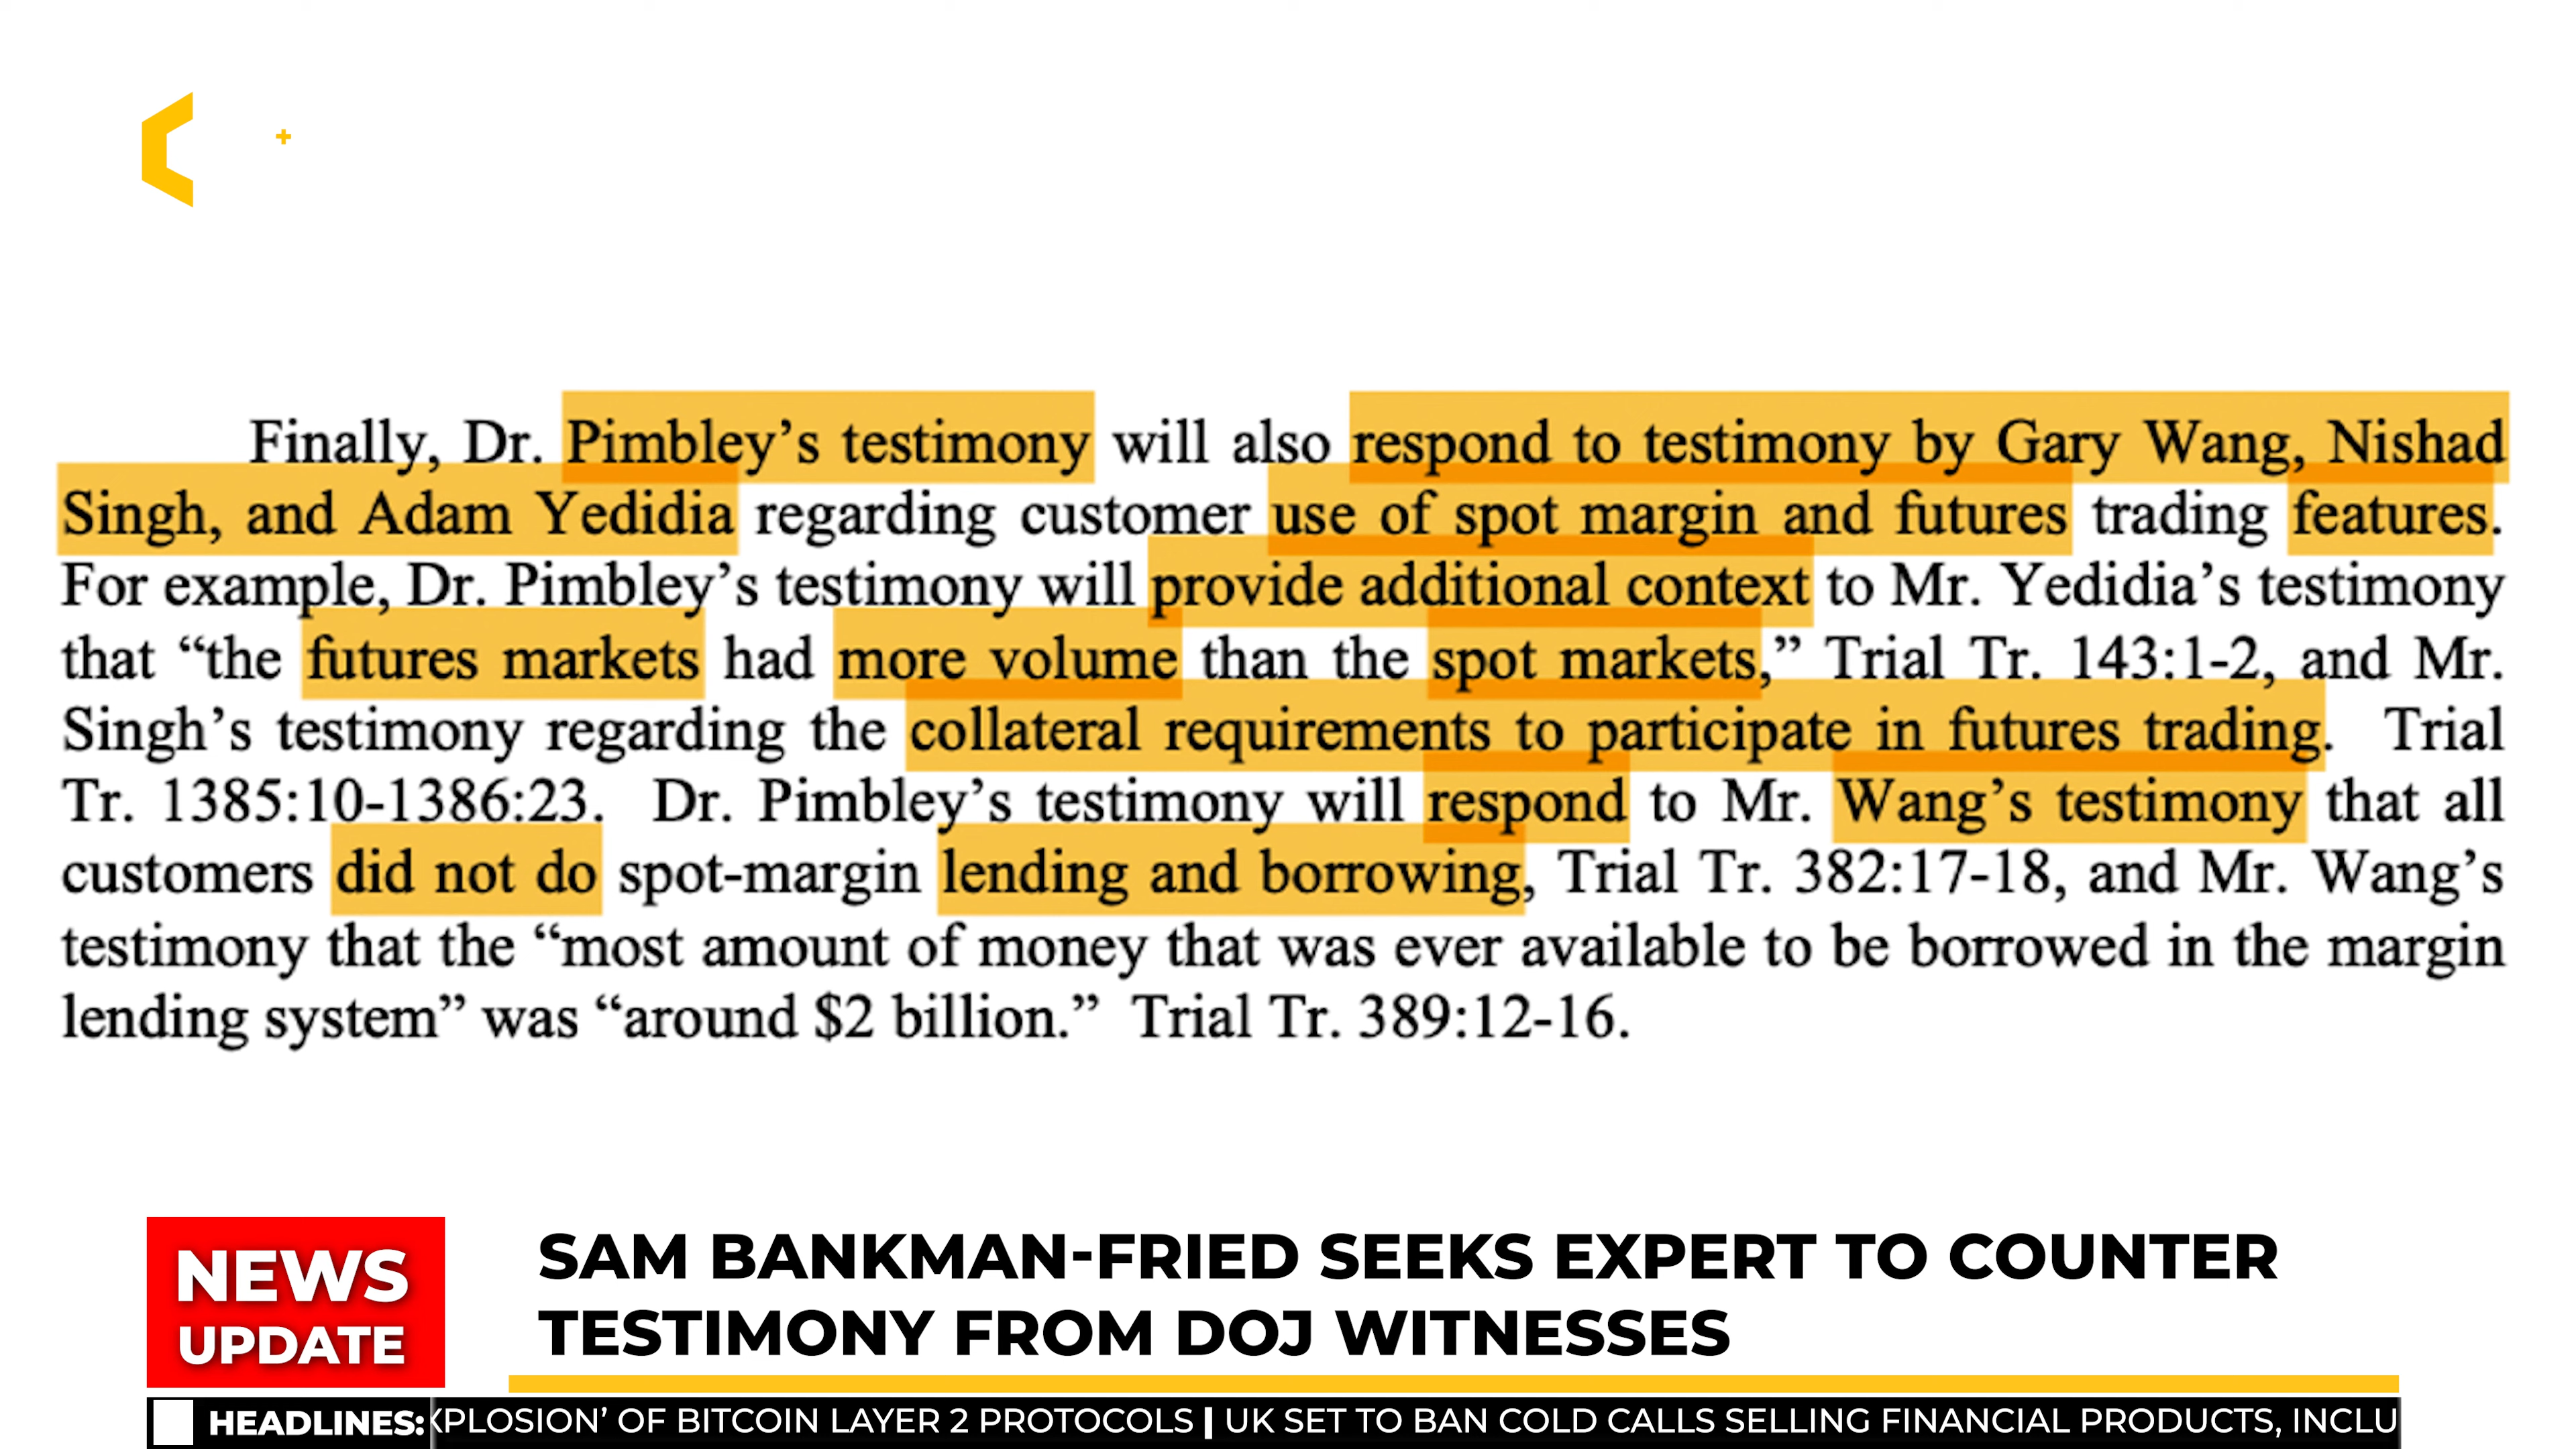 Finally, Dr. Pimbley’s testimony will also respond to testimony by Gary Wang, Nishad
Singh, and Adam Yedidia regarding customer use of spot margin and futures trading features.
For example, Dr. Pimbley’s testimony will provide additional context to Mr. Yedidia’s testimony
that “the futures markets had more volume than the spot markets,” Trial Tr. 143:1-2, and Mr.
Singh’s testimony regarding the collateral requirements to participate in futures trading. Trial
Tr. 1385:10-1386:23. Dr. Pimbley’s testimony will respond to Mr. Wang’s testimony that all
customers did not do spot-margin lending and borrowing, Trial Tr. 382:17-18, and Mr. Wang’s
testimony that the “most amount of money that was ever available to be borrowed in the margin
lending system” was “around $2 billion.” Trial Tr. 389:12-16.
NEWS
UPDATE
SAM BANKMAN-FRIED SEEKS EXPERT TO COUNTER
TESTIMONY FROM DOJ WITNESSES
HEADLINES: XPLOSION’ OF BITCOIN LAYER 2 PROTOCOLS | UK SET TO BAN COLD CALLS SELLING FINANCIAL PRODUCTS, INCLU